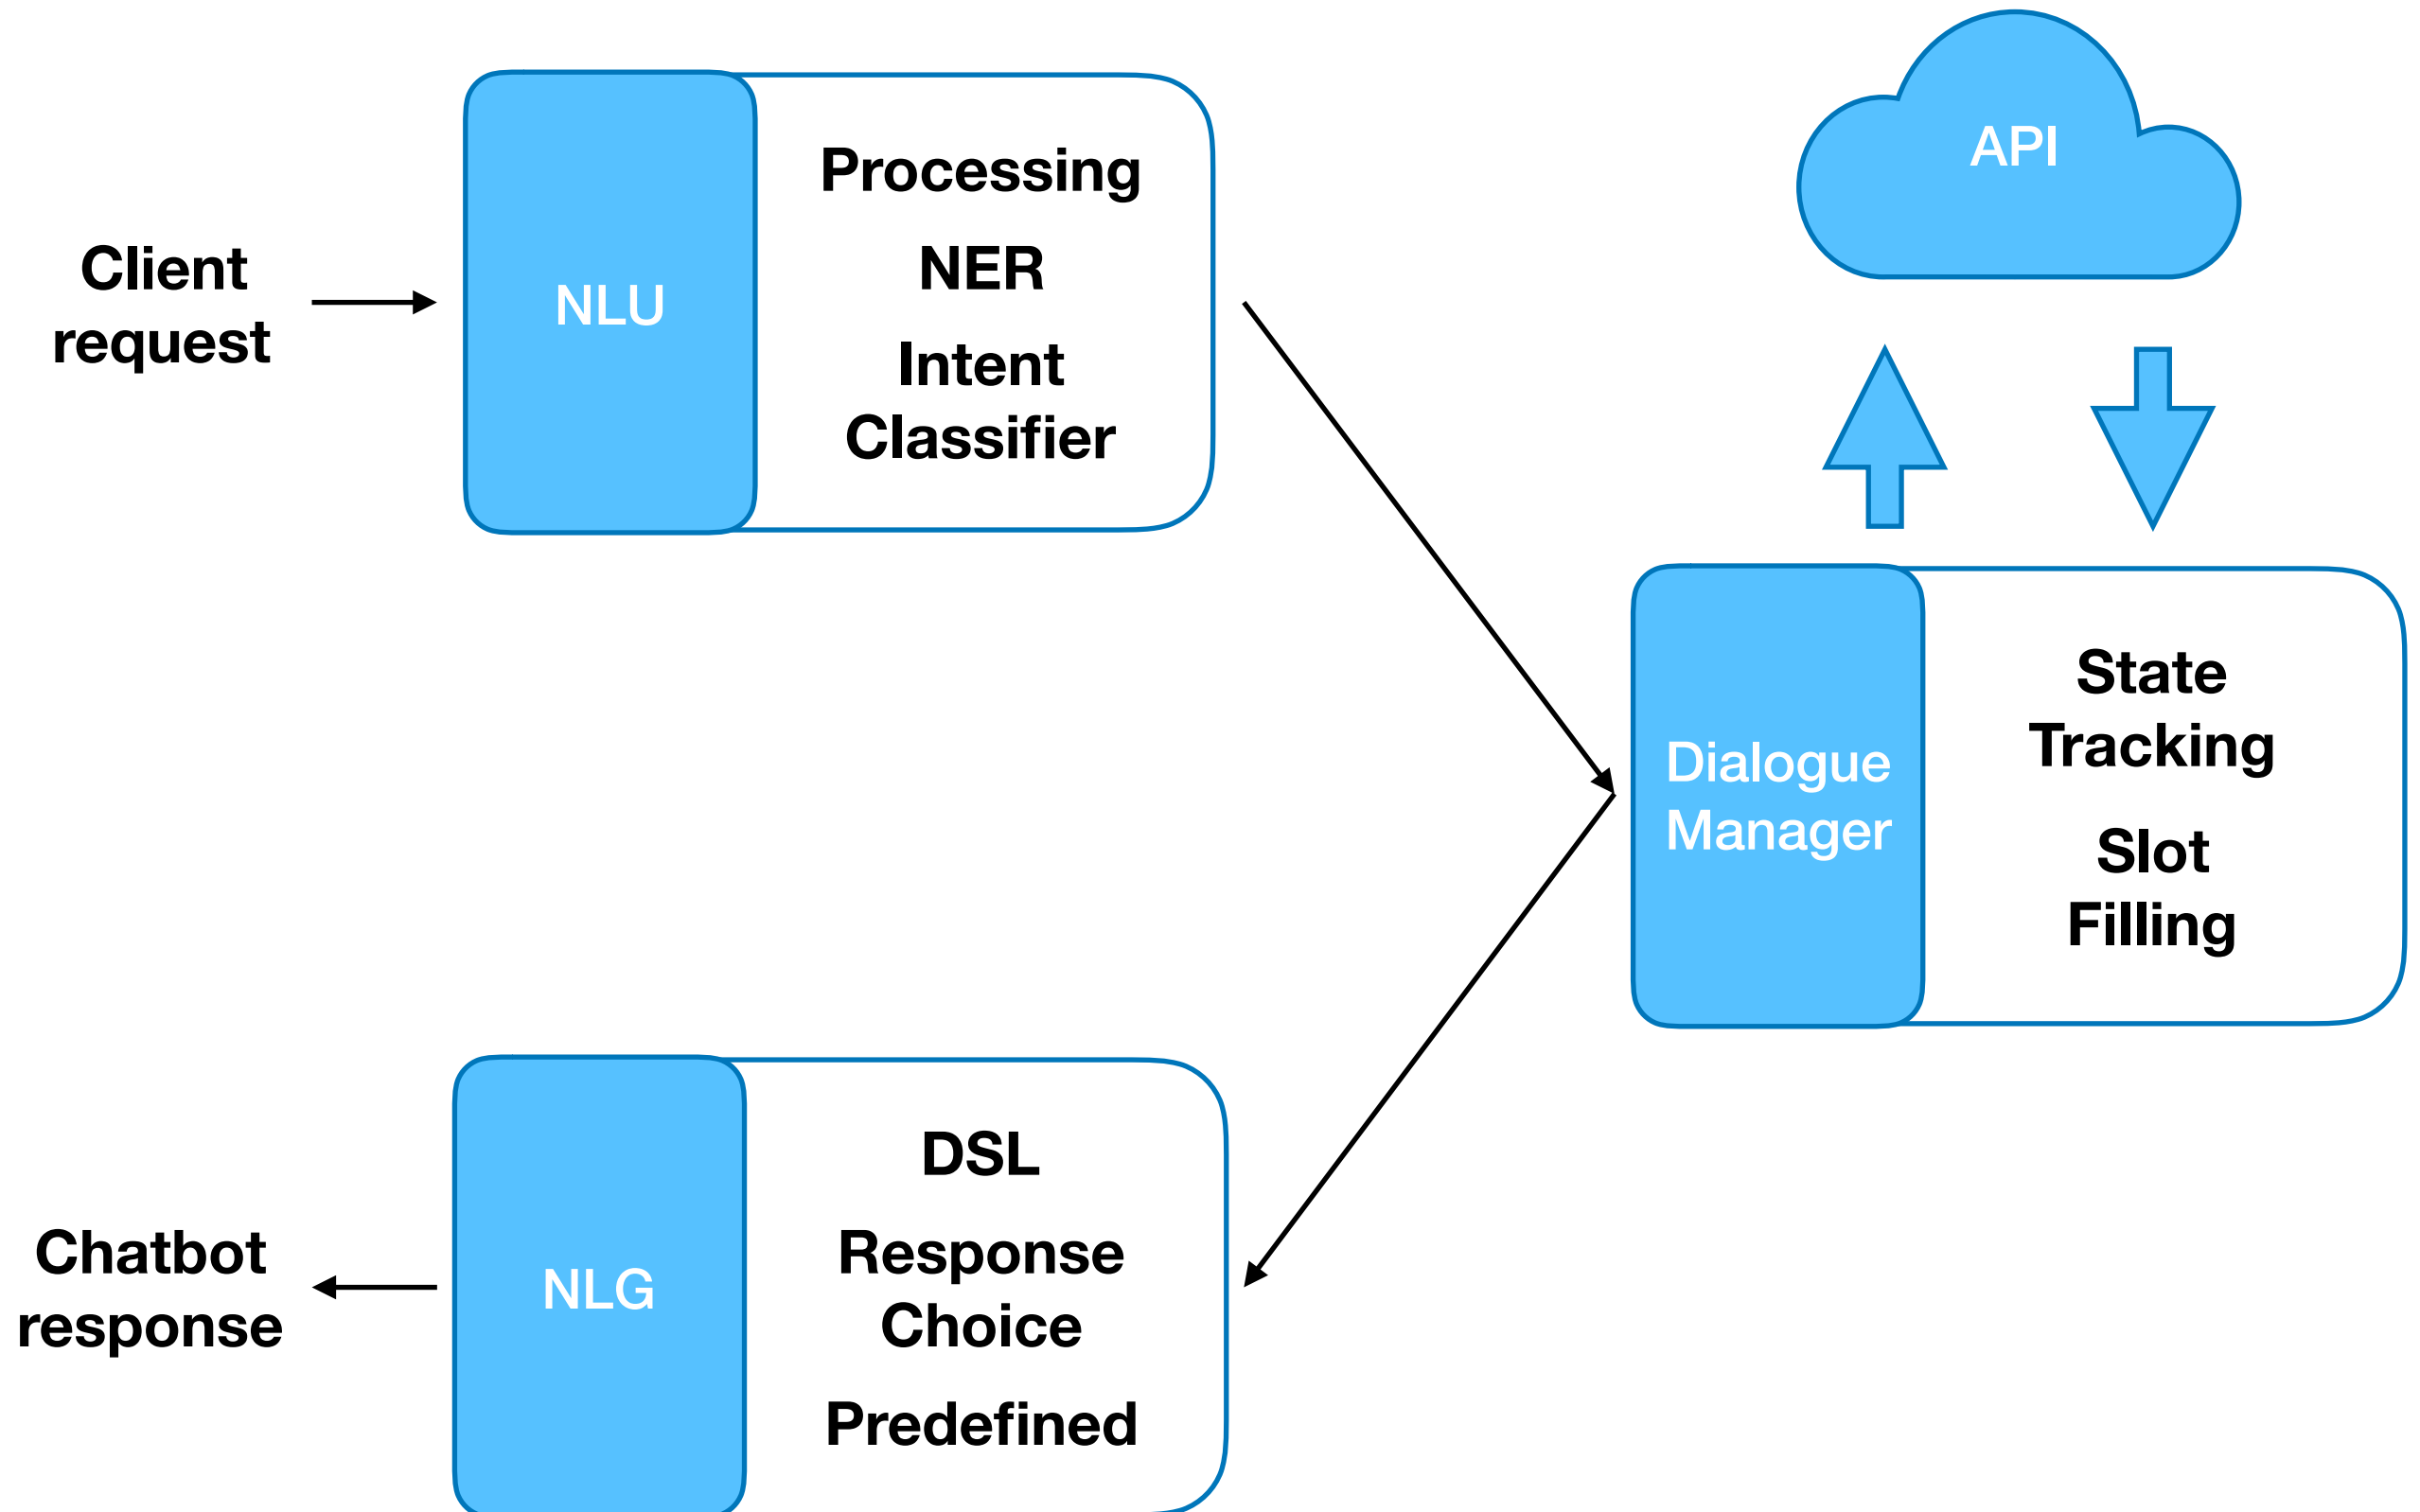 Client
request
NLU
Processing
NER
Intent
Classifier
API
Dialogue
Manager
State
Tracking
Slot
Filling
Chatbot
response
NLG
DSL
Response
Choice
Predefined